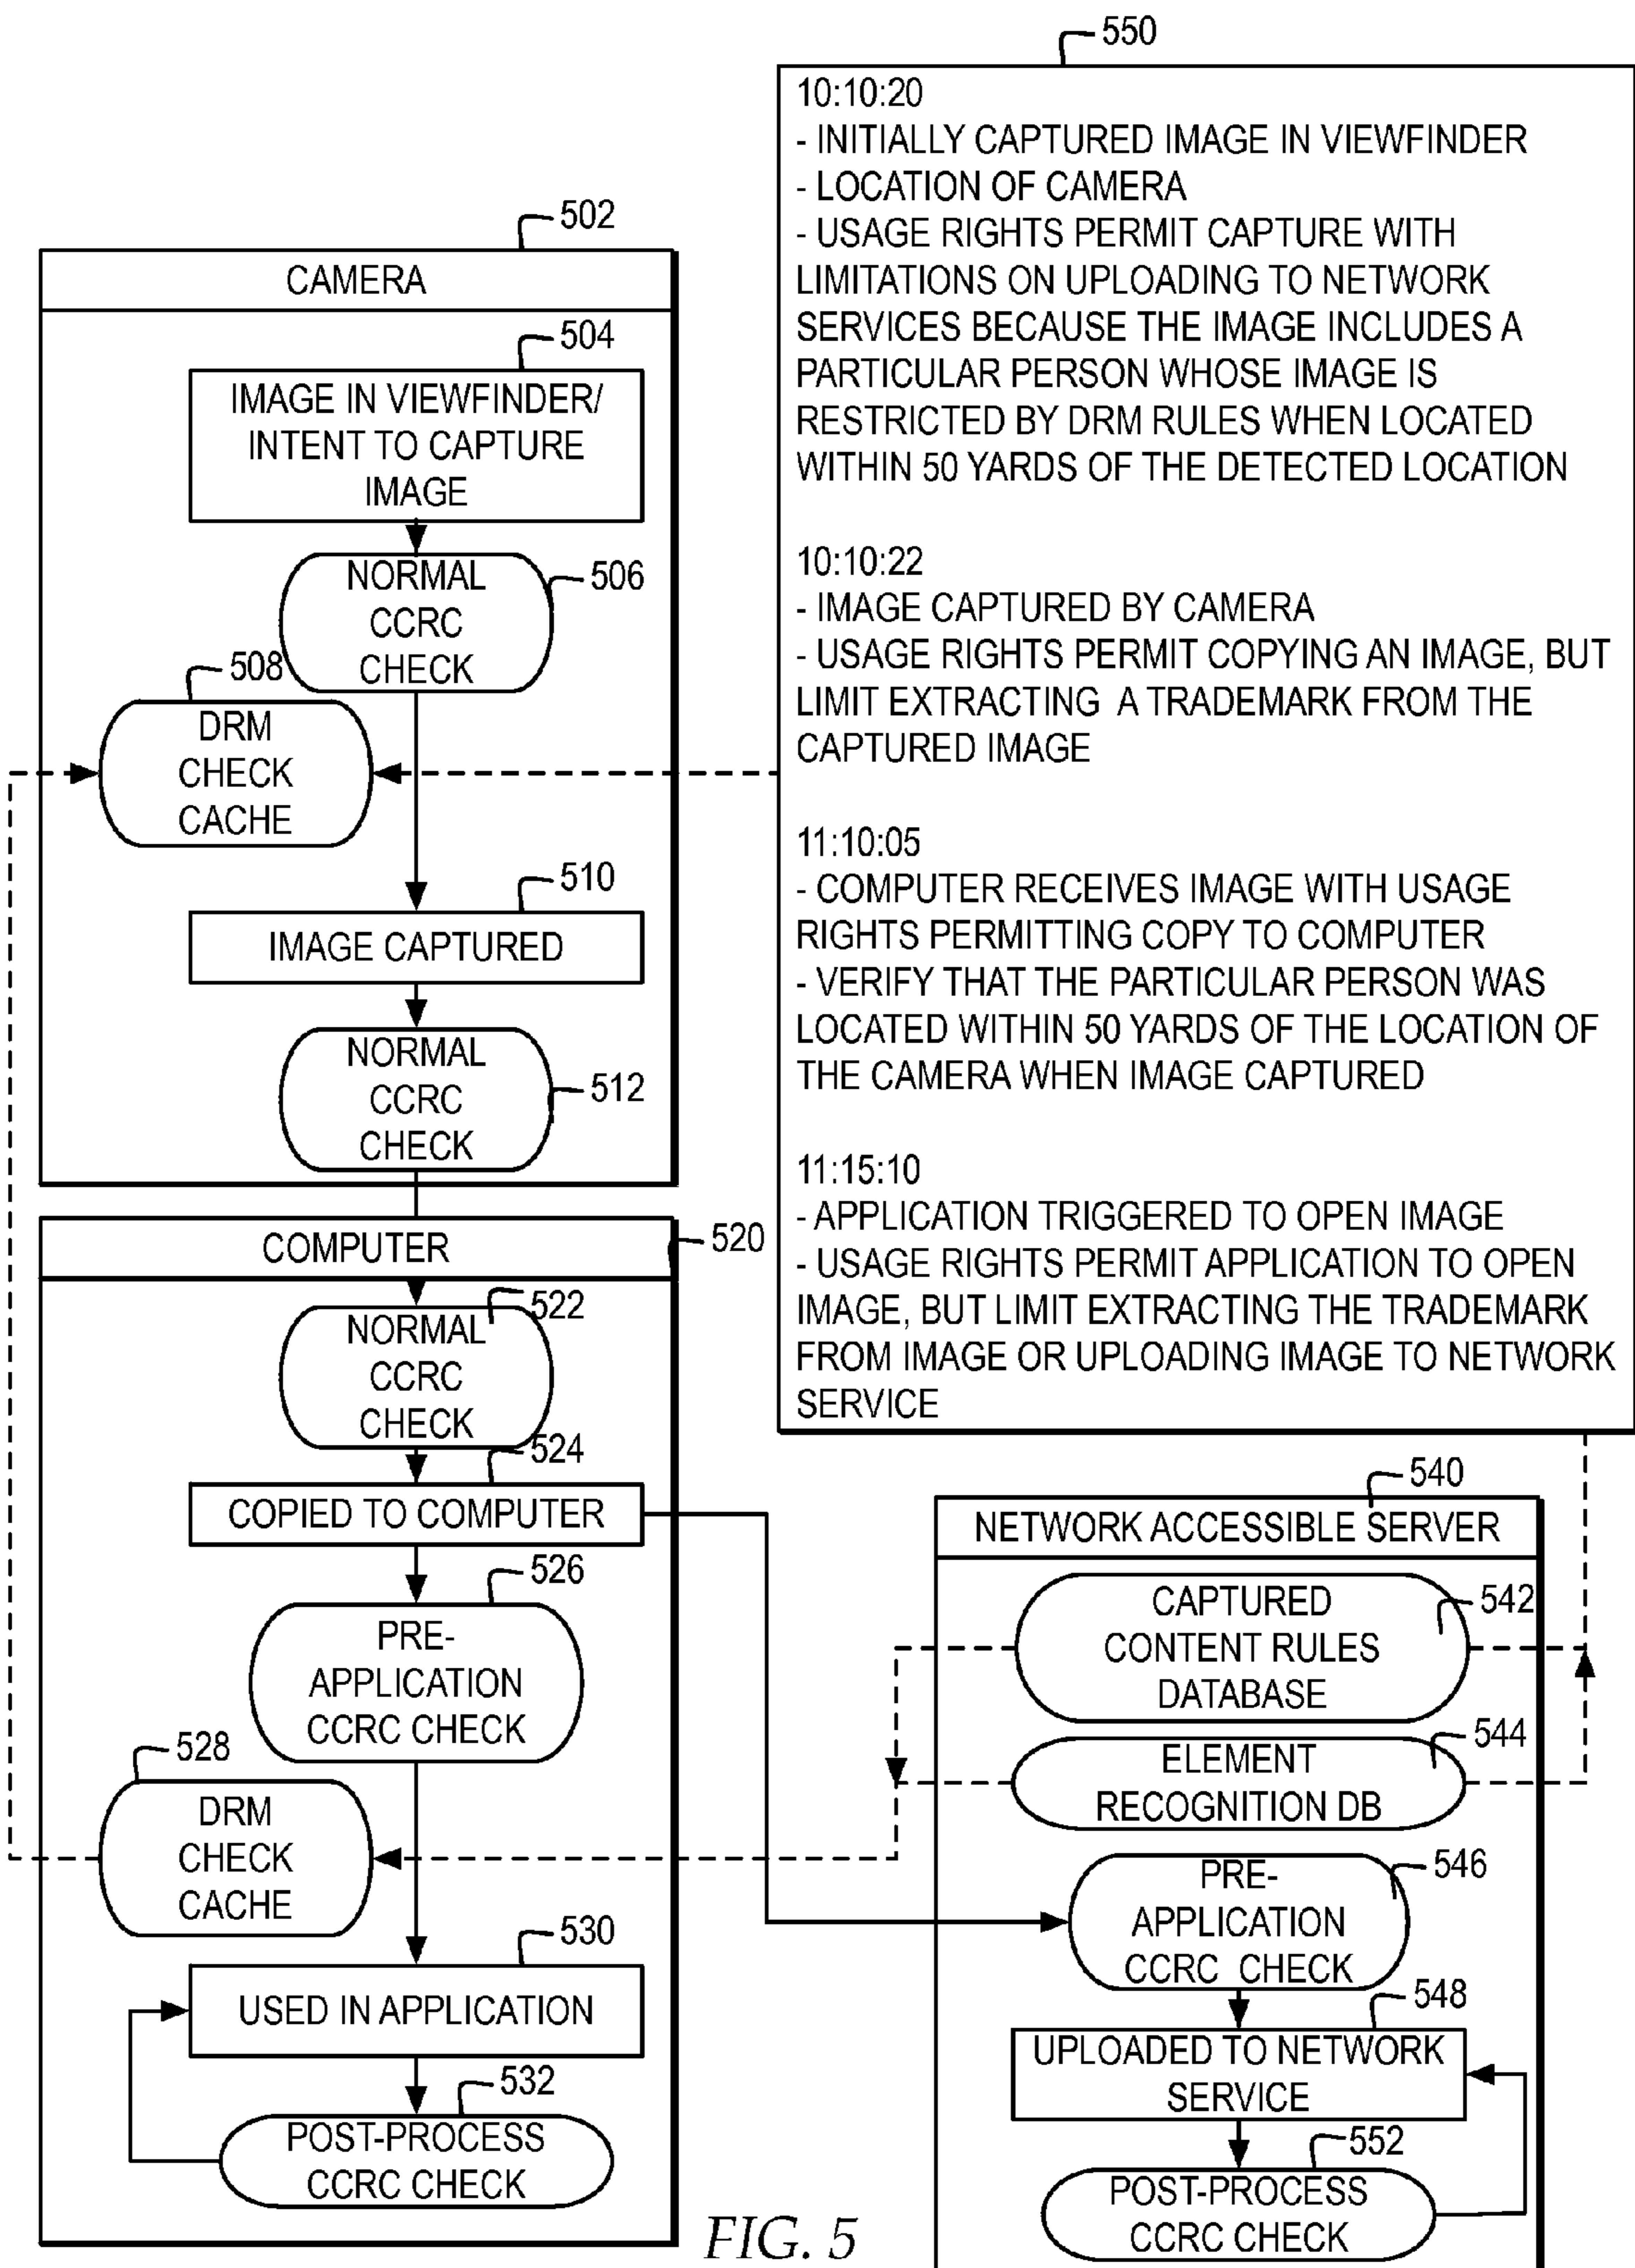 550
10:10:20
- INITIALLY CAPTURED IMAGE IN VIEWFINDER
- LOCATION OF CAMERA
- USAGE RIGHTS PERMIT CAPTURE WITH
LIMITATIONS ON UPLOADING TO NETWORK
SERVICES BECAUSE THE IMAGE INCLUDES A
PARTICULAR PERSON WHOSE IMAGE IS
RESTRICTED BY DRM RULES WHEN LOCATED
WITHIN 50 YARDS OF THE DETECTED LOCATION
10:10:22
- IMAGE CAPTURED BY CAMERA
- USAGE RIGHTS PERMIT COPYING AN IMAGE, BUT
LIMIT EXTRACTING A TRADEMARK FROM THE
CAPTURED IMAGE
11:10:05
- COMPUTER RECEIVES IMAGE WITH USAGE
RIGHTS PERMITTING COPY TO COMPUTER
- VERIFY THAT THE PARTICULAR PERSON WAS
LOCATED WITHIN 50 YARDS OF THE LOCATION OF
THE CAMERA WHEN IMAGE CAPTURED
11:15:10
- APPLICATION TRIGGERED TO OPEN IMAGE
- USAGE RIGHTS PERMIT APPLICATION TO OPEN
IMAGE, BUT LIMIT EXTRACTING THE TRADEMARK
FROM IMAGE OR UPLOADING IMAGE TO NETWORK
SERVICE
502
CAMERA
504
IMAGE IN VIEWFINDER/
INTENT TO CAPTURE
IMAGE
NORMAL
CCRC
CHECK
506
508
DRM
CHECK
CACHE
510
IMAGE CAPTURED
NORMAL
CCRC
CHECK
512
COMPUTER
520
522
NORMAL
CCRC
CHECK
524
COPIED TO COMPUTER
526
PRE-
APPLICATION
CCRC CHECK
528
DRM
CHECK
CACHE
530
USED IN APPLICATION
532
POST-PROCESS
CCRC CHECK
540
NETWORK ACCESSIBLE SERVER
CAPTURED
CONTENT RULES
DATABASE
542
544
ELEMENT
RECOGNITION DB
546
PRE-
APPLICATION
CCRC CHECK
548
UPLOADED TO NETWORK
SERVICE
552
POST-PROCESS
CCRC CHECK
FIG. 5